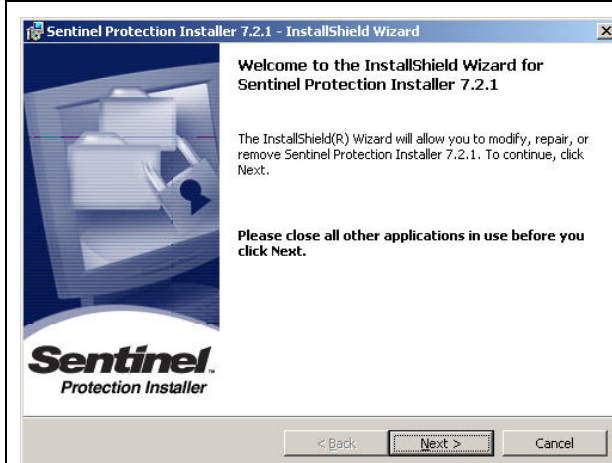 Sentinel Protection Installer 7.2.1 - InstallShield Wizard
Welcome to the InstallShield Wizard for
Sentinel Protection Installer 7.2.1
The InstallShield(R) Wizard will allow you to modify, repair, or
remove Sentinel Protection Installer 7.2.1. To continue, click
Next.
Please close all other applications in use before you
click Next.
Sentinel
Protection Installer
< Back
Next >
Cancel